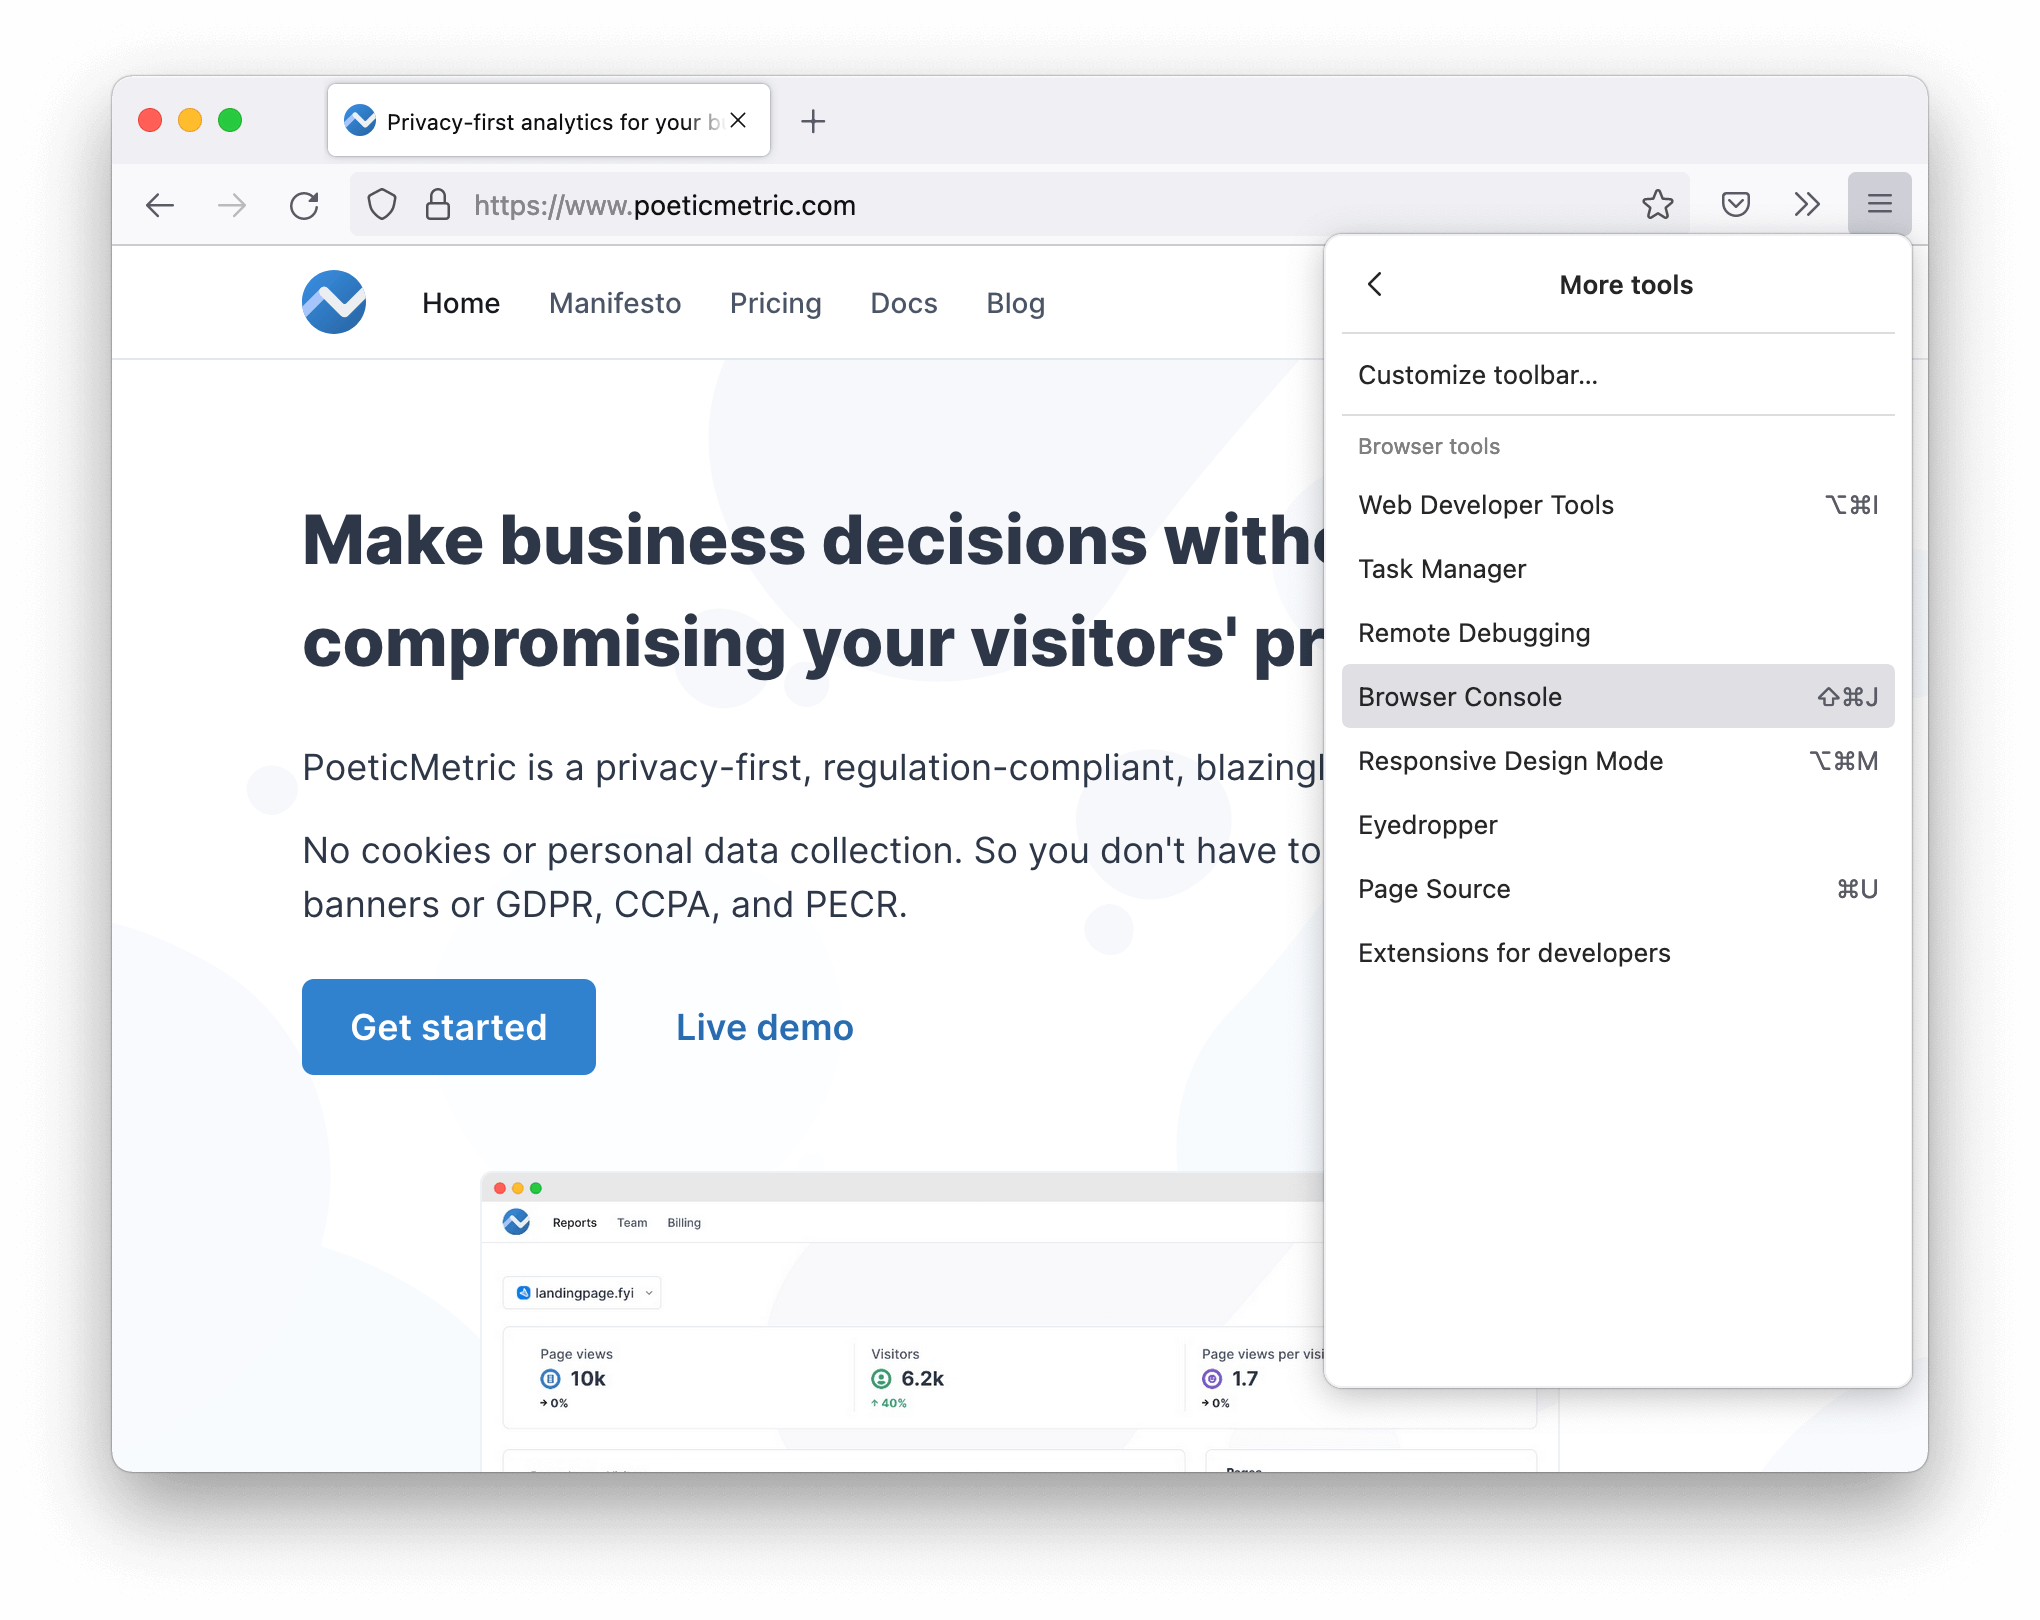 Privacy-first analytics for your
https://www.poeticmetric.com
Home Manifesto Pricing Docs Blog
Make business decisions
compromising your visitors'
PoeticMetric is a privacy-first, regulation-compliant,
No cookies or personal data collection. So you don't have to
banners or GDPR, CCPA, and PECR.
Get started Live demo
Reports Team Billing
landingpage.fyi
Page views Visitors Page views per
10k 6.2k 1.7
→ 0% ↑ 40% → 0%
More tools
Customize toolbar...
Browser tools
Web Developer Tools ⌥⌘I
Task Manager
Remote Debugging
Browser Console ⇧⌘J
Responsive Design Mode ⌥⌘M
Eyedropper
Page Source ⌘U
Extensions for developers